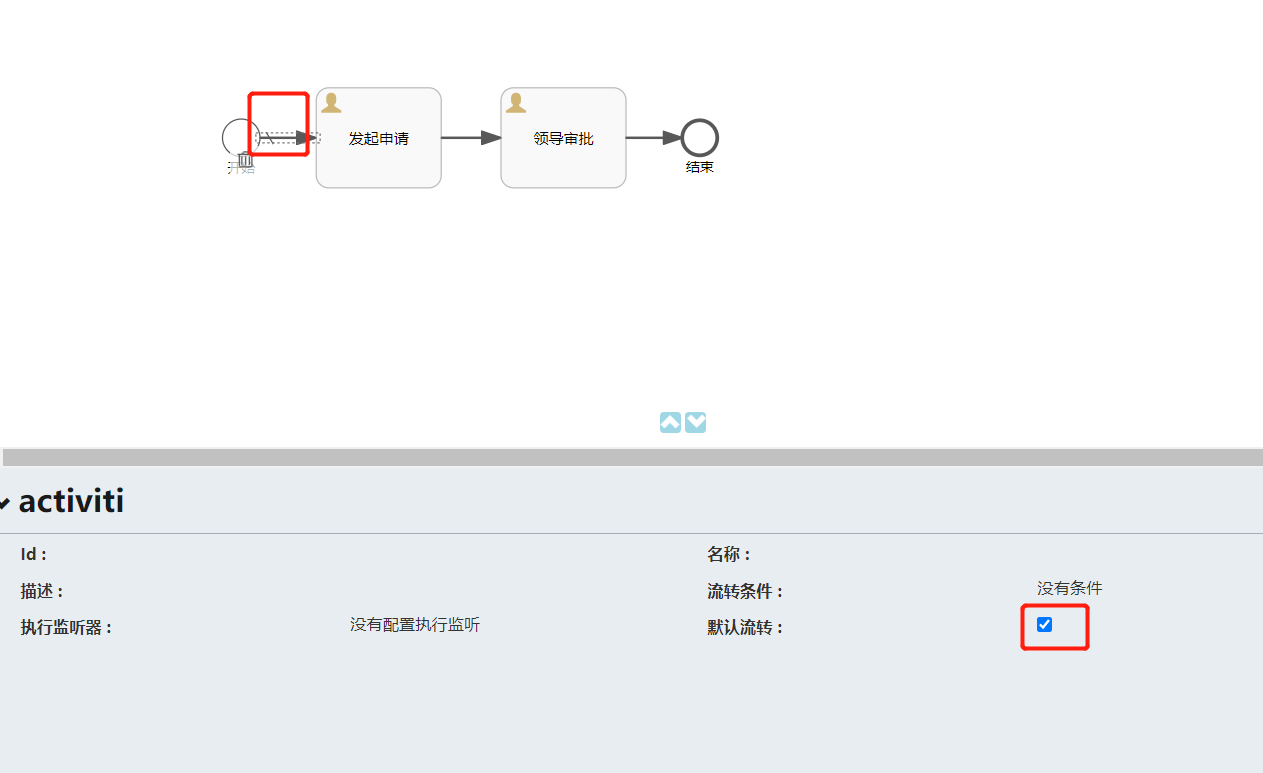 发起申请
领导审批
开始
结束
activiti
Id :
名称 :
描述 :
流转条件 :
没有条件
执行监听器 :
没有配置执行监听
默认流转 :